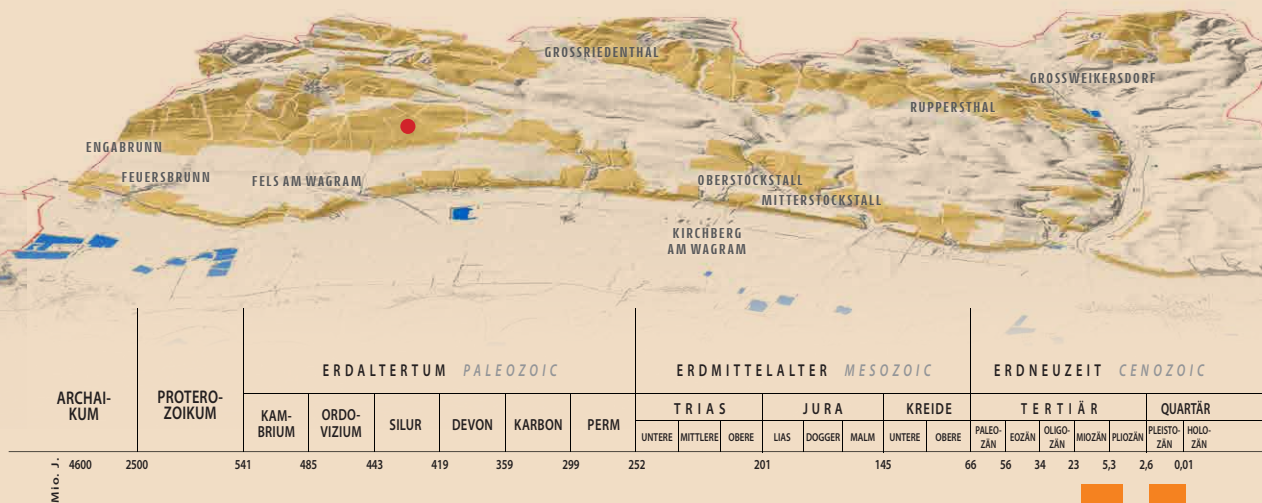 GROSSRIEDENTHAL
GROSSWEIKERSDORF
RUPPERSTHAL
ENGABRUNN
FEUERSBRUNN
FELS AM WAGRAM
OBERSTOCKSTALL
MITTERSTOCKSTALL
KIRCHBERG
AM WAGRAM
ERDALTERTUM PALEOZOIC
ERDMITTELALTER MESOZOIC
ERDNEUZEIT CENOZOIC
ARCHAI-
KUM
PROTERO-
ZOIKUM
KAM-
BRIUM
ORDO-
VIZIUM
SILUR
DEVON
KARBON
PERM
TRIAS
JURA
KREIDE
TERTIÄR
QUARTÄR
UNTERE
MITTLERE
OBERE
LIAS
DOGGER
MALM
UNTERE
OBERE
PALEO-
ZÄN
EOZÄN
OLIGO-
ZÄN
MIOZÄN
PLIOZÄN
PLEISTO-
ZÄN
HOLO-
ZÄN
Mio. J.
4600 2500 541 485 443 419 359 299 252 201 145 66 56 34 23 5,3 2,6 0,01